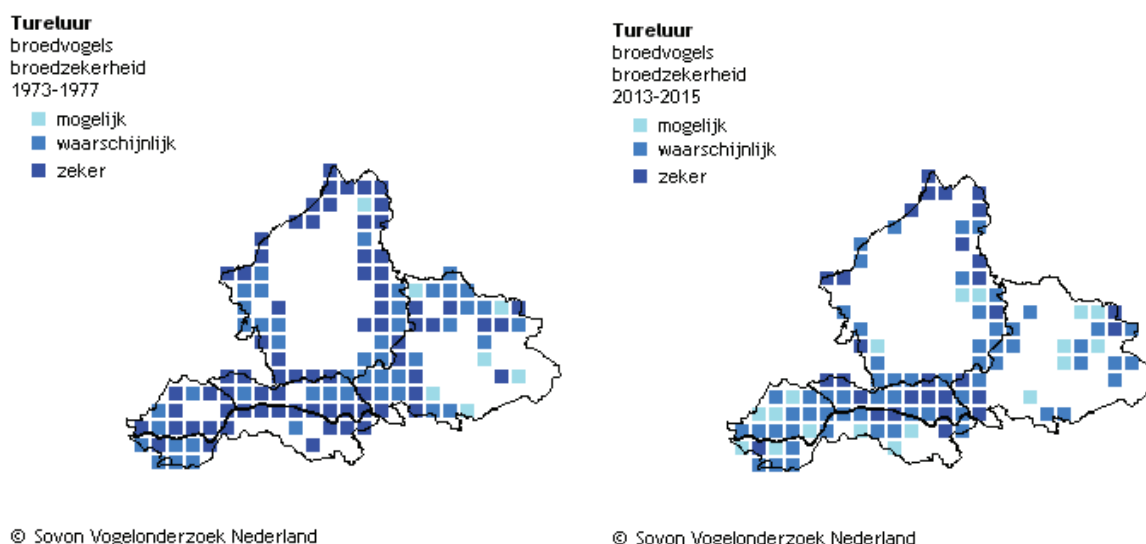 Tureluur
broedvogels
broedzekerheid
1973-1977
mogelijk
waarschijnlijk
zeker
© Sovon Vogelonderzoek Nederland
Tureluur
broedvogels
broedzekerheid
2013-2015
mogelijk
waarschijnlijk
zeker
© Sovon Vogelonderzoek Nederland